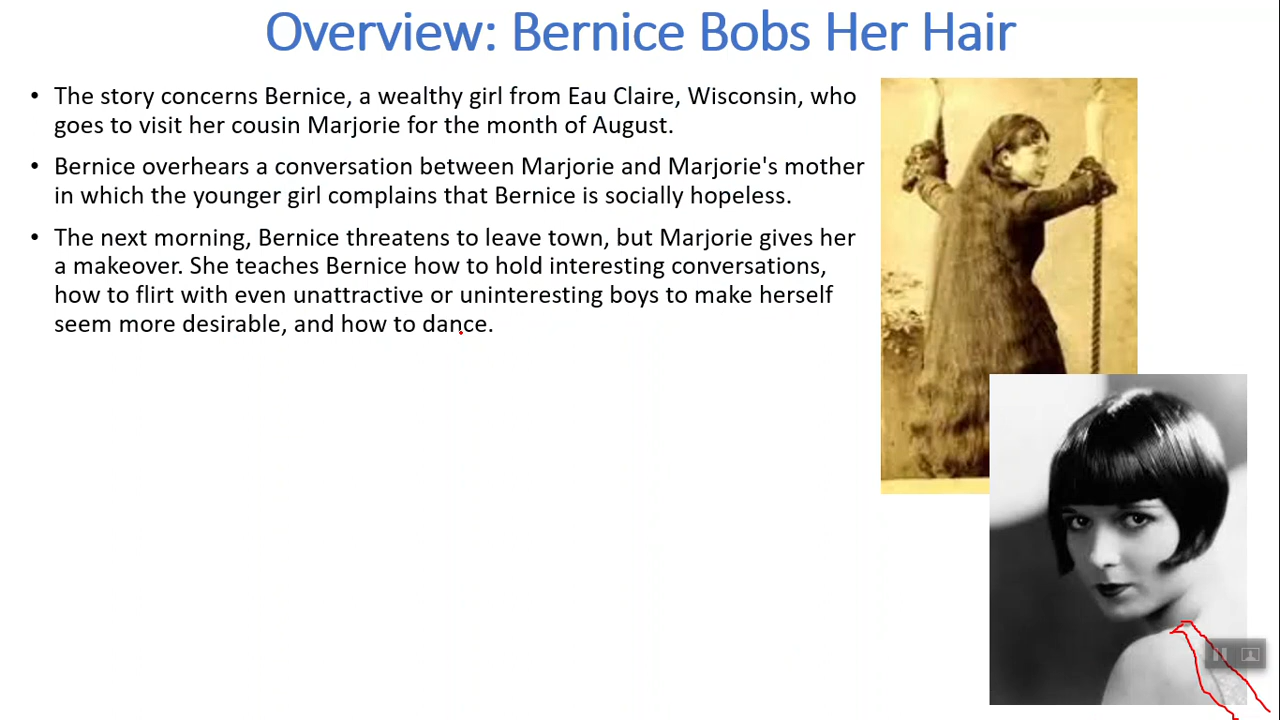 Overview: Bernice Bobs Her Hair
• The story concerns Bernice, a wealthy girl from Eau Claire, Wisconsin, who
goes to visit her cousin Marjorie for the month of August.
• Bernice overhears a conversation between Marjorie and Marjorie's mother
in which the younger girl complains that Bernice is socially hopeless.
• The next morning, Bernice threatens to leave town, but Marjorie gives her
a makeover. She teaches Bernice how to hold interesting conversations,
how to flirt with even unattractive or uninteresting boys to make herself
seem more desirable, and how to dance.